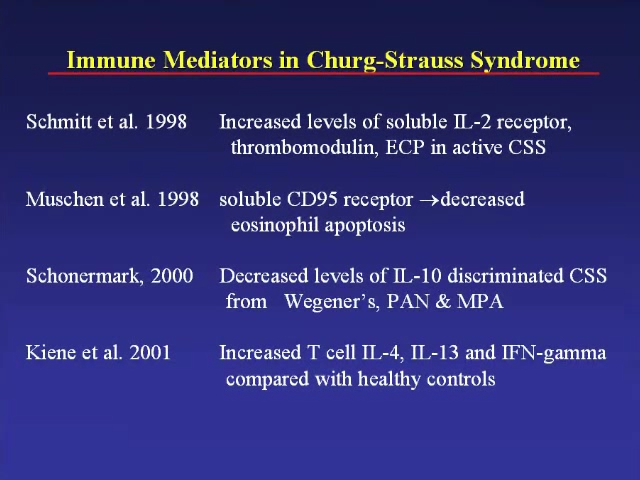 Immune Mediators in Churg-Strauss Syndrome
Schmitt et al. 1998 Increased levels of soluble IL-2 receptor,
thrombomodulin, ECP in active CSS
Muschen et al. 1998 soluble CD95 receptor →decreased
eosinophil apoptosis
Schonermark, 2000 Decreased levels of IL-10 discriminated CSS
from Wegener's, PAN & MPA
Kiene et al. 2001 Increased T cell IL-4, IL-13 and IFN-gamma
compared with healthy controls